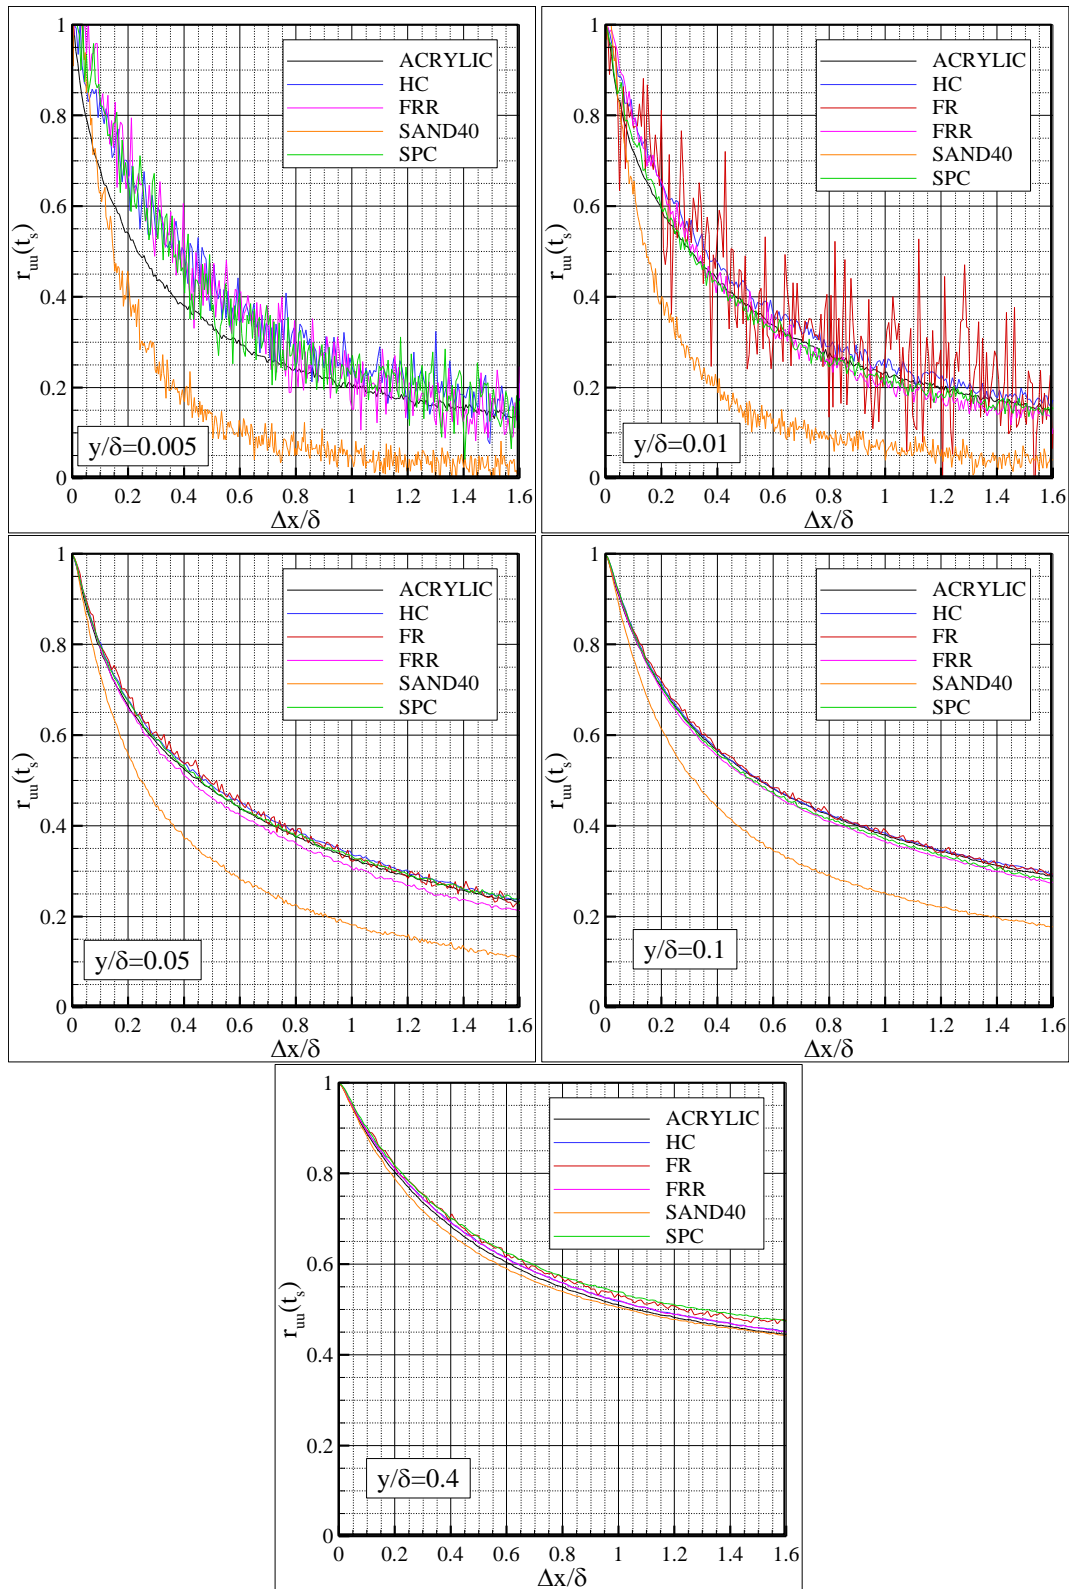 1
0.8
0.6
0.4
0.2
0
r_uu(t_s)
ACRYLIC
HC
FRR
SAND40
SPC
y/δ=0.005
0 0.2 0.4 0.6 0.8 1 1.2 1.4 1.6
Δx/δ
1
0.8
0.6
0.4
0.2
0
r_uu(t_s)
ACRYLIC
HC
FR
FRR
SAND40
SPC
y/δ=0.01
0 0.2 0.4 0.6 0.8 1 1.2 1.4 1.6
Δx/δ
1
0.8
0.6
0.4
0.2
0
r_uu(t_s)
ACRYLIC
HC
FR
FRR
SAND40
SPC
y/δ=0.05
0 0.2 0.4 0.6 0.8 1 1.2 1.4 1.6
Δx/δ
1
0.8
0.6
0.4
0.2
0
r_uu(t_s)
ACRYLIC
HC
FR
FRR
SAND40
SPC
y/δ=0.1
0 0.2 0.4 0.6 0.8 1 1.2 1.4 1.6
Δx/δ
1
0.8
0.6
0.4
0.2
0
r_uu(t_s)
ACRYLIC
HC
FR
FRR
SAND40
SPC
y/δ=0.4
0 0.2 0.4 0.6 0.8 1 1.2 1.4 1.6
Δx/δ